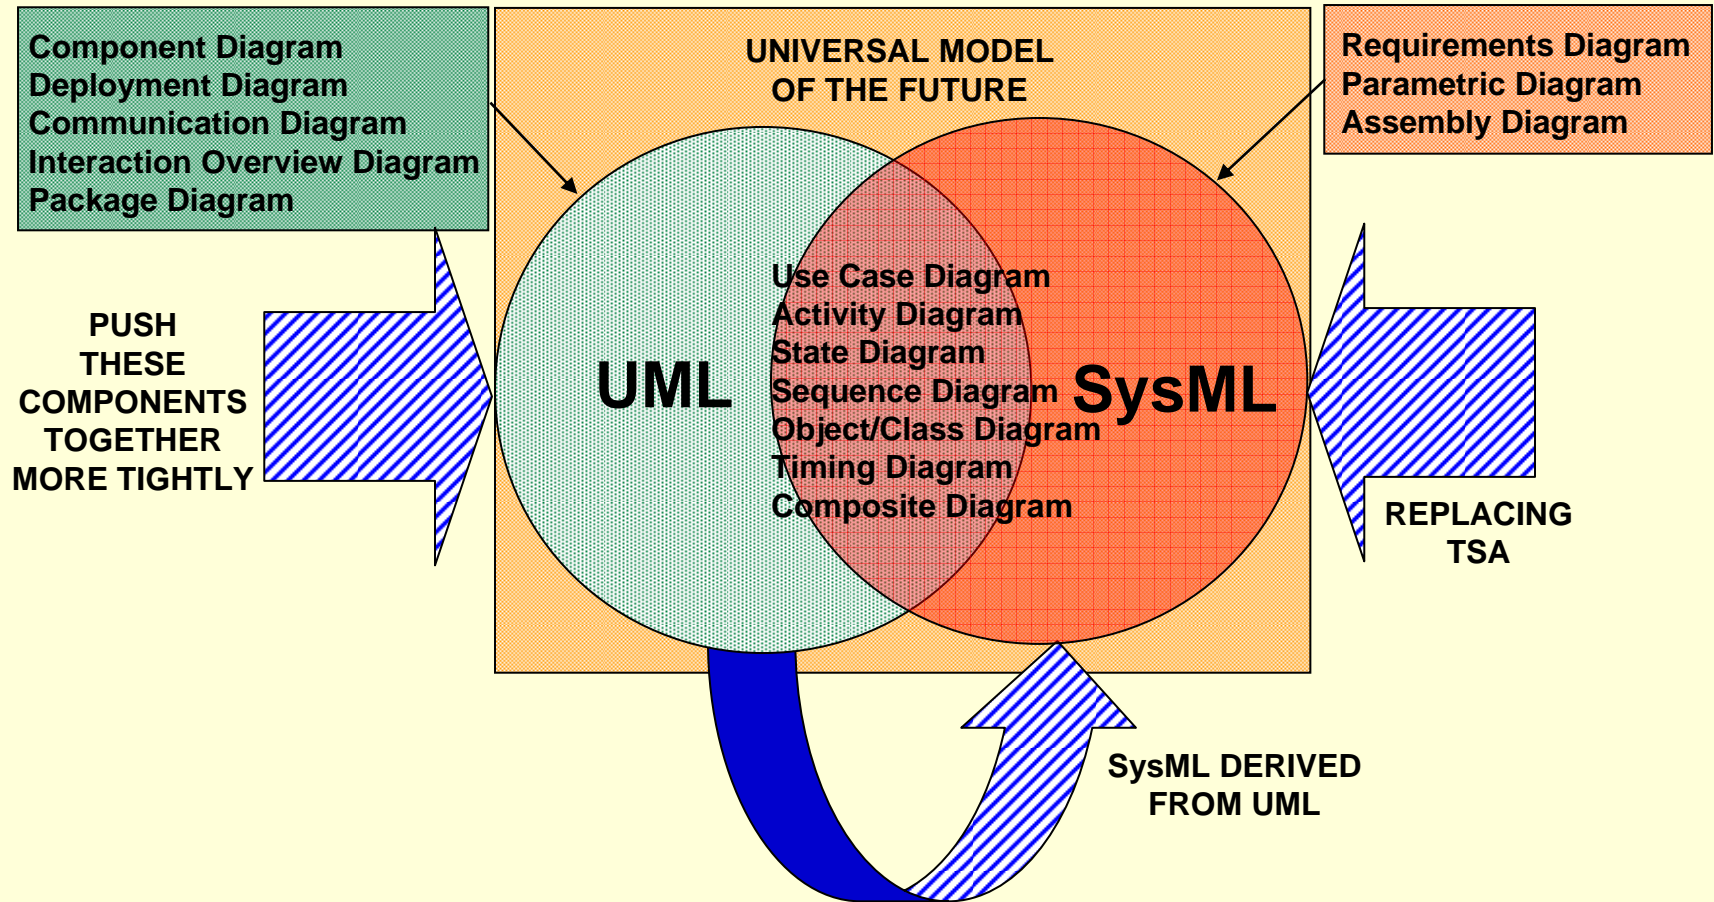 Component Diagram
Deployment Diagram
Communication Diagram
Interaction Overview Diagram
Package Diagram
UNIVERSAL MODEL
OF THE FUTURE
Requirements Diagram
Parametric Diagram
Assembly Diagram
PUSH
THESE
COMPONENTS
TOGETHER
MORE TIGHTLY
UML
Use Case Diagram
Activity Diagram
State Diagram
Sequence Diagram
Object/Class Diagram
Timing Diagram
Composite Diagram
SysML
REPLACING
TSA
SysML DERIVED
FROM UML